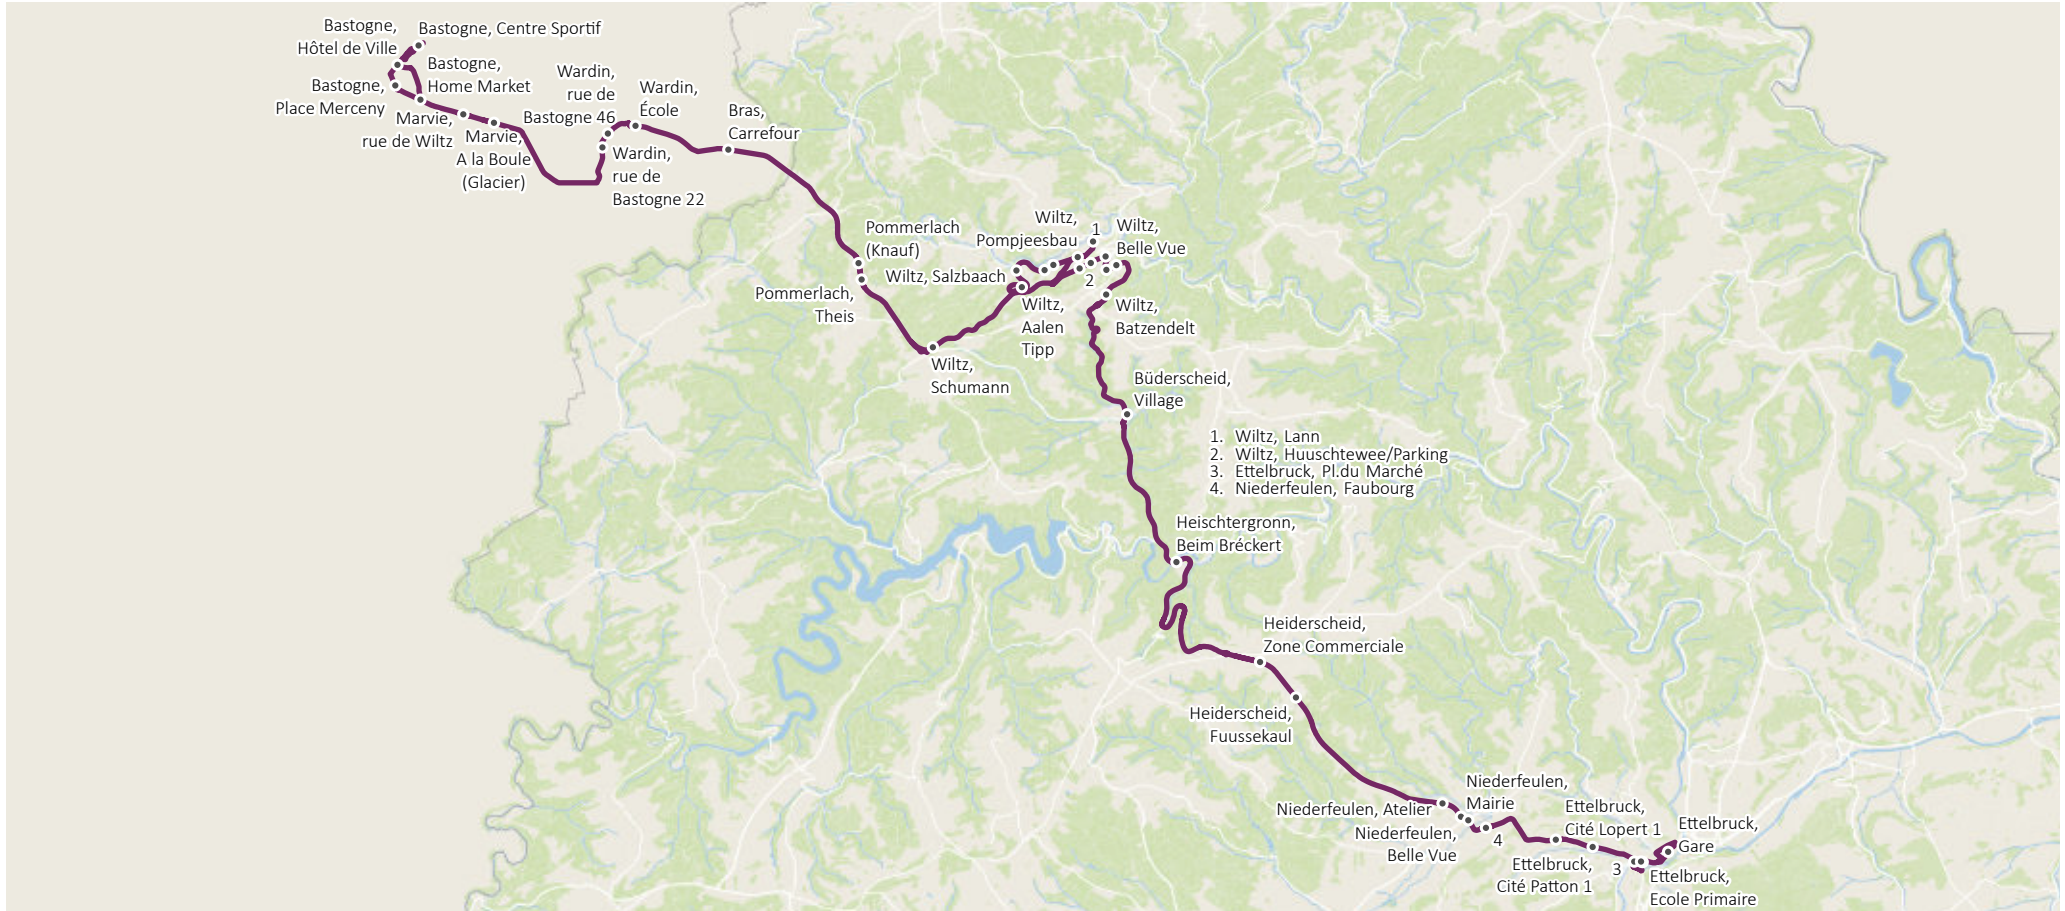 Bastogne,
Hôtel de Ville
Bastogne, Centre Sportif
Bastogne,
Place Merceny
Bastogne,
Home Market
Marvie,
rue de Wiltz
Marvie,
A la Boule
(Glacier)
Wardin,
rue de
Bastogne 46
Wardin,
École
Wardin,
rue de
Bastogne 22
Bras,
Carrefour
Pommerlach
(Knauf)
Pommerlach,
Theis
Wiltz,
Schumann
Wiltz,
Pompjeesbau
Wiltz, Salzbaach
Wiltz,
Aalen
Tipp
1
2
Wiltz,
Belle Vue
Wiltz,
Batzendelt
Büderscheid,
Village
1. Wiltz, Lann
2. Wiltz, Huuschtewee/Parking
3. Ettelbruck, Pl.du Marché
4. Niederfeulen, Faubourg
Heischtergronn,
Beim Bréckert
Heiderscheid,
Zone Commerciale
Heiderscheid,
Fuussekaul
Niederfeulen, Atelier
Niederfeulen,
Mairie
Niederfeulen,
Belle Vue
4
Ettelbruck,
Cité Lopert 1
Ettelbruck,
Cité Patton 1
3
Ettelbruck,
Gare
Ettelbruck,
Ecole Primaire